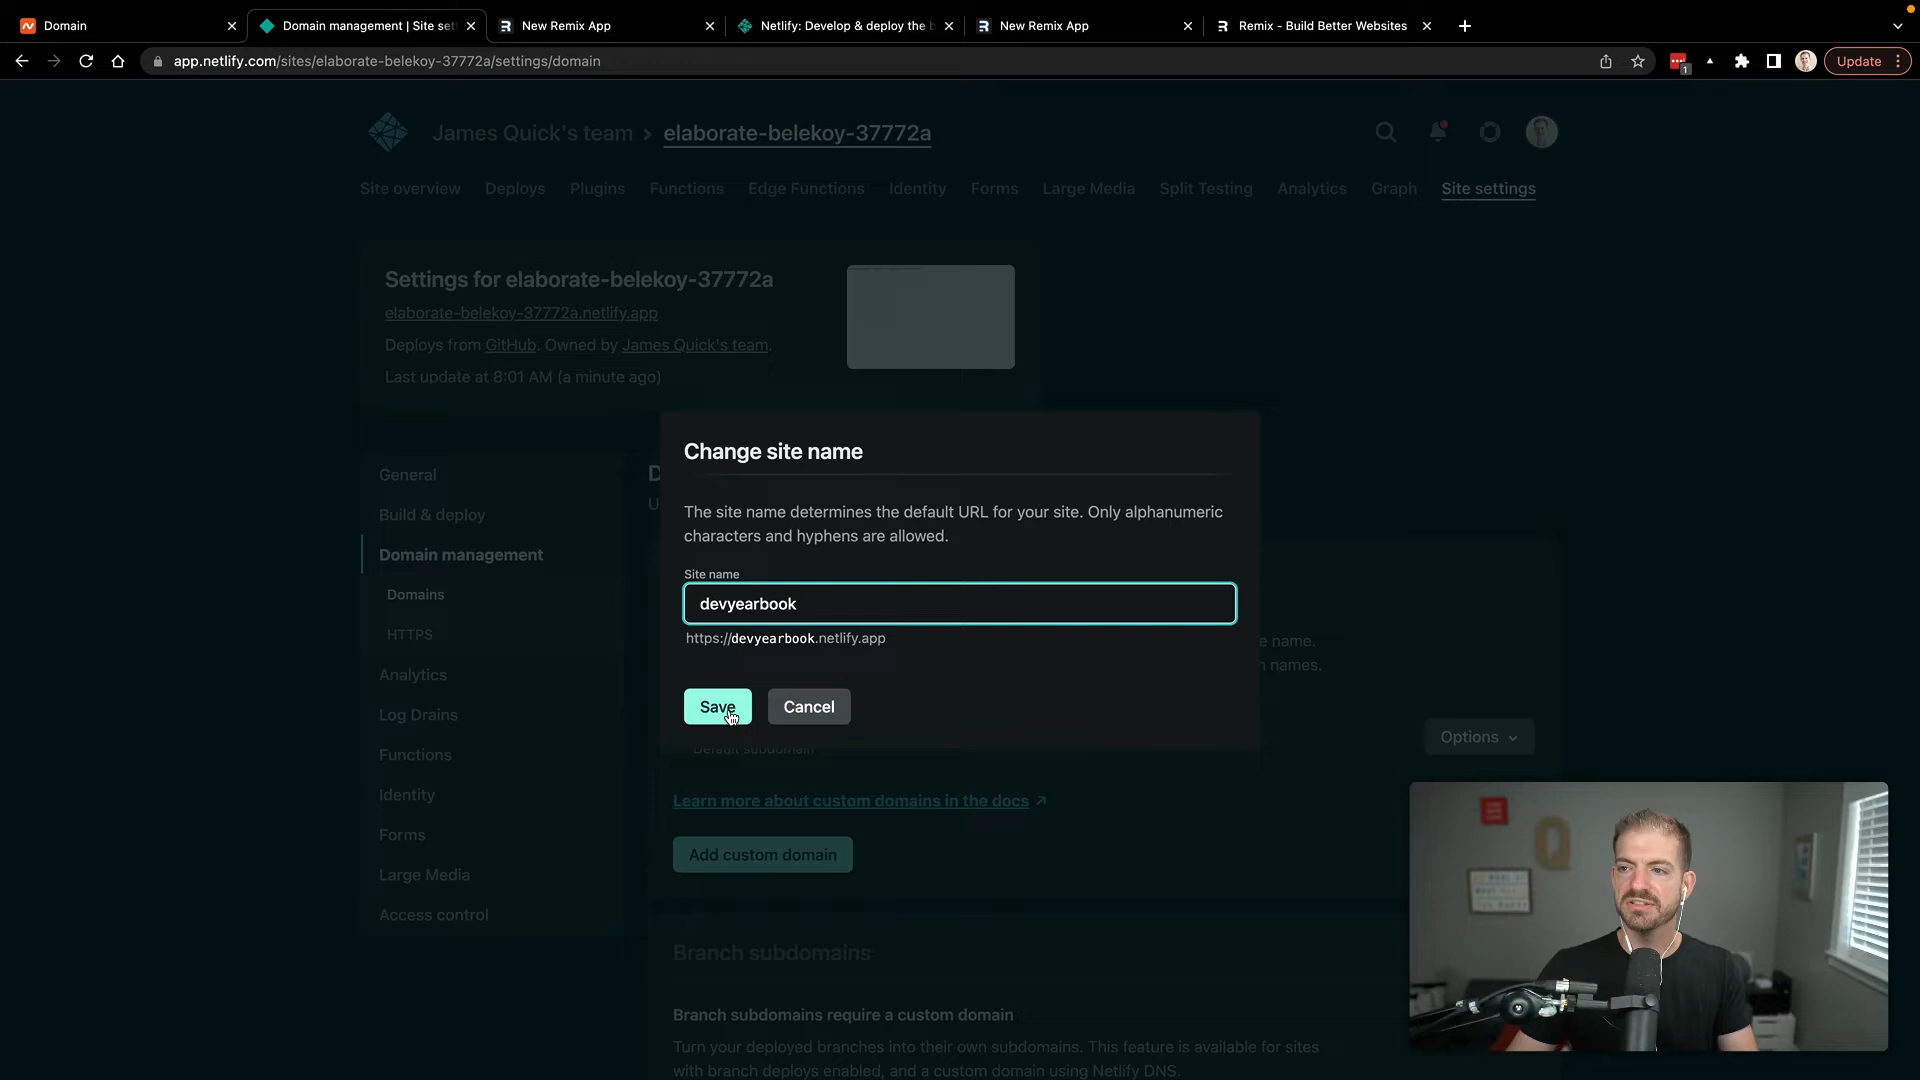 Domain
Domain management | Site set
New Remix App
Netlify: Develop & deploy the b
New Remix App
Remix - Build Better Websites
app.netlify.com/sites/elaborate-belekoy-37772a/settings/domain
1
Update
James Quick's team > elaborate-belekoy-37772a
Site overview Deploys Plugins Functions Edge Functions Identity Forms Large Media Split Testing Analytics Graph Site settings
Settings for elaborate-belekoy-37772a
elaborate-belekoy-37772a.netlify.app
Deploys from GitHub. Owned by James Quick's team.
Last update at 8:01 AM (a minute ago)
General
Build & deploy
Domain management
Domains
HTTPS
Analytics
Log Drains
Functions
Identity
Forms
Large Media
Access control
D
U
Change site name
The site name determines the default URL for your site. Only alphanumeric
characters and hyphens are allowed.
Site name
devyearbook
https://devyearbook.netlify.app
Save
Cancel
e name.
n names.
Default subdomain
Options
Learn more about custom domains in the docs
Add custom domain
Branch subdomains
Branch subdomains require a custom domain
Turn your deployed branches into their own subdomains. This feature is available for sites
with branch deploys enabled, and a custom domain using Netlify DNS.